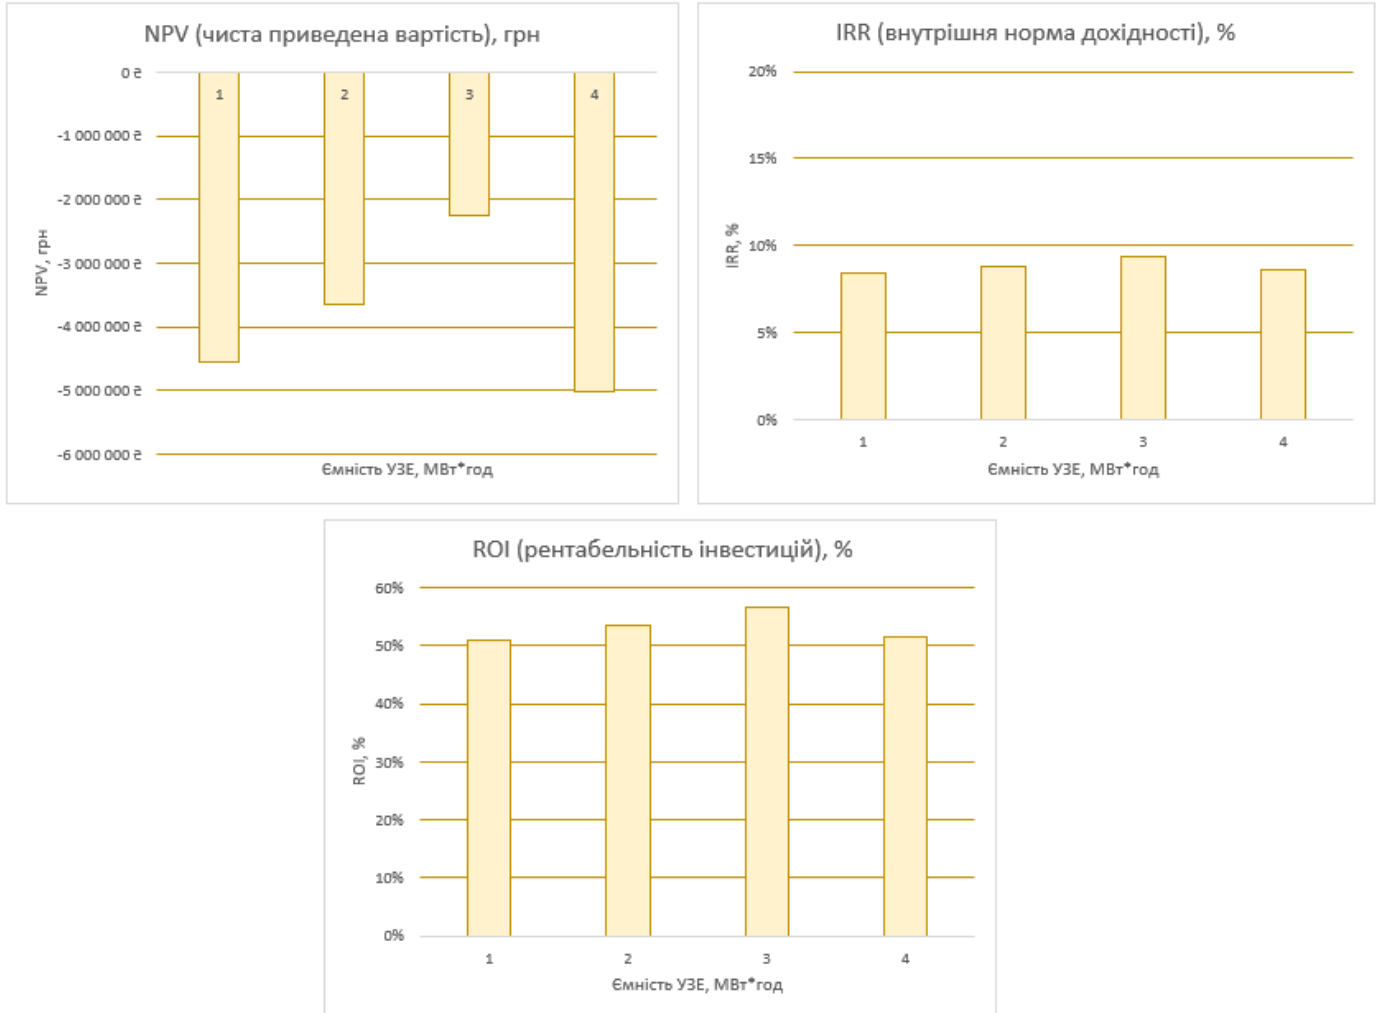 NPV (чиста приведена вартість), грн
0 ₴
1 2 3 4
-1 000 000 ₴
-2 000 000 ₴
-3 000 000 ₴
-4 000 000 ₴
-5 000 000 ₴
-6 000 000 ₴
NPV, грн
Ємність УЗЕ, МВт*год
IRR (внутрішня норма дохідності), %
20%
15%
10%
5%
0%
IRR, %
1 2 3 4
Ємність УЗЕ, МВт*год
ROI (рентабельність інвестицій), %
60%
50%
40%
30%
20%
10%
0%
ROI, %
1 2 3 4
Ємність УЗЕ, МВт*год